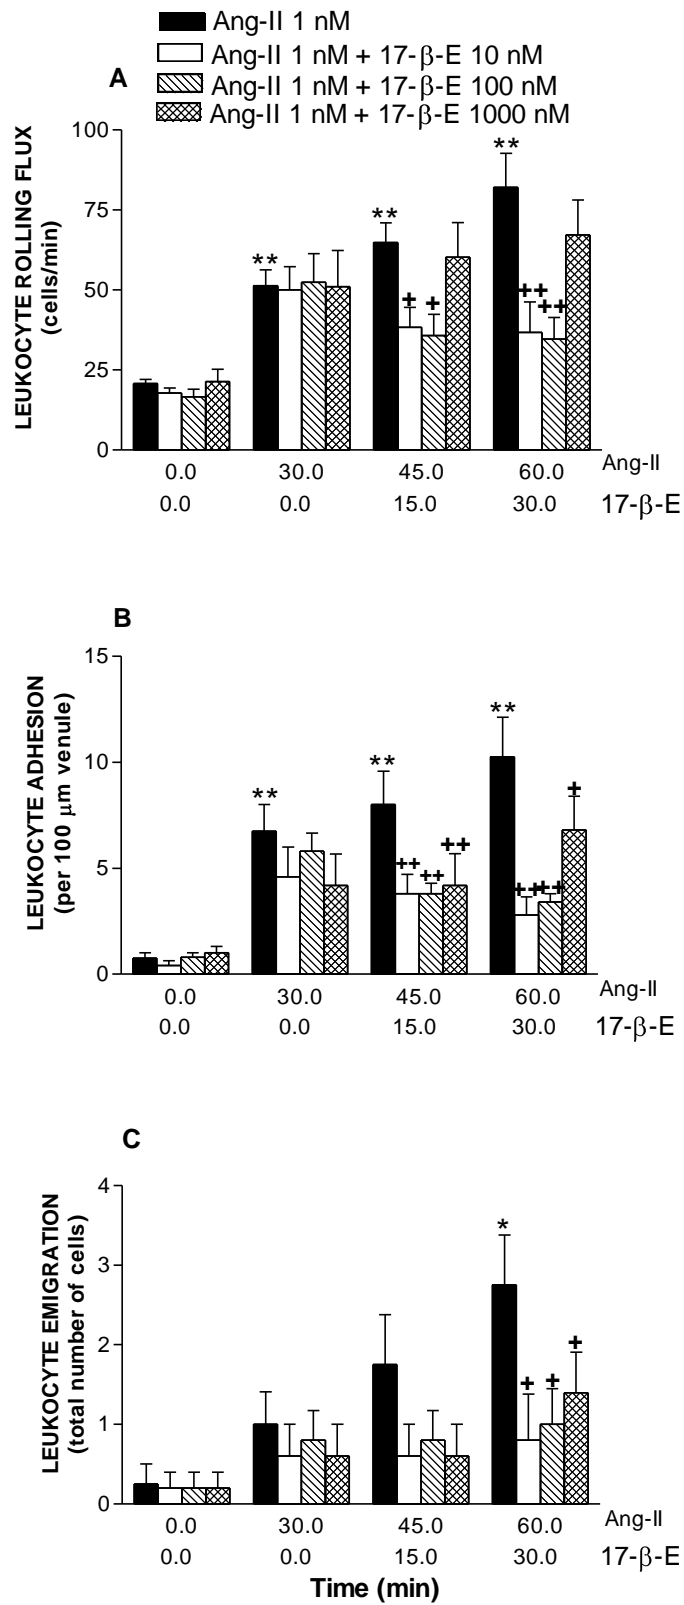 Ang-II 1 nM
Ang-II 1 nM + 17-β-E 10 nM
Ang-II 1 nM + 17-β-E 100 nM
Ang-II 1 nM + 17-β-E 1000 nM
A
LEUKOCYTE ROLLING FLUX
(cells/min)
100
75
50
25
0
**
**
**
+
+
++
++
0.0 30.0 45.0 60.0 Ang-II
0.0 0.0 15.0 30.0 17-β-E
B
LEUKOCYTE ADHESION
(per 100 μm venule)
15
10
5
0
**
**
**
++
++
++
++
++
+
0.0 30.0 45.0 60.0 Ang-II
0.0 0.0 15.0 30.0 17-β-E
C
LEUKOCYTE EMIGRATION
(total number of cells)
4
3
2
1
0
*
+
+
+
0.0 30.0 45.0 60.0 Ang-II
0.0 0.0 15.0 30.0 17-β-E
Time (min)